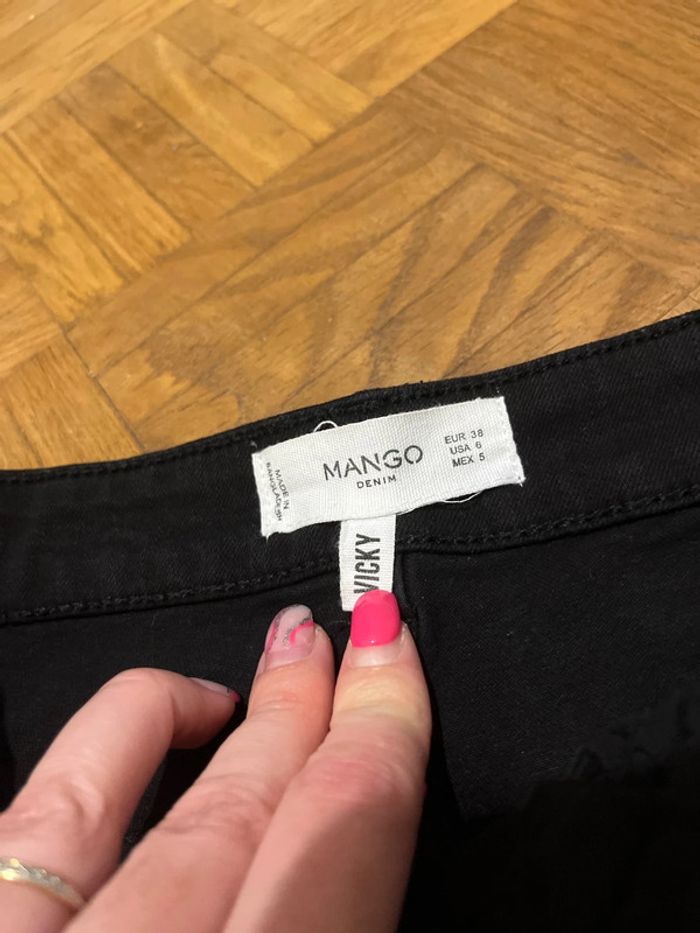 MADE IN
BANGLADESH
MANGO
DENIM
EUR 38
USA 6
MEX 5
VICKY